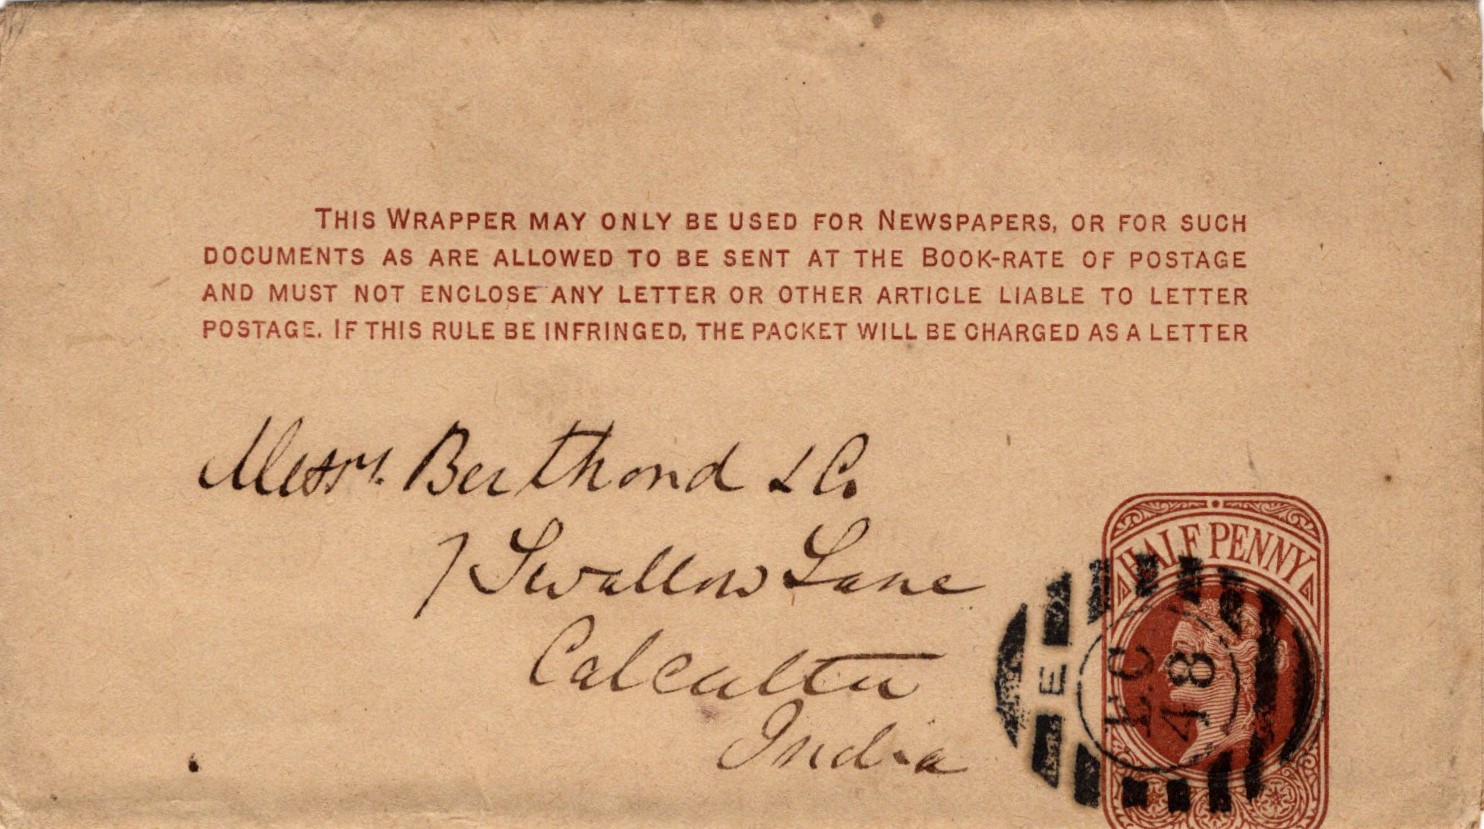 THIS WRAPPER MAY ONLY BE USED FOR NEWSPAPERS, OR FOR SUCH
DOCUMENTS AS ARE ALLOWED TO BE SENT AT THE BOOK-RATE OF POSTAGE
AND MUST NOT ENCLOSE ANY LETTER OR OTHER ARTICLE LIABLE TO LETTER
POSTAGE. IF THIS RULE BE INFRINGED, THE PACKET WILL BE CHARGED AS A LETTER
Messrs. Berthond & Co.
7 Swallow Lane
Calcutta
India
HALF PENNY
E
E.C
48